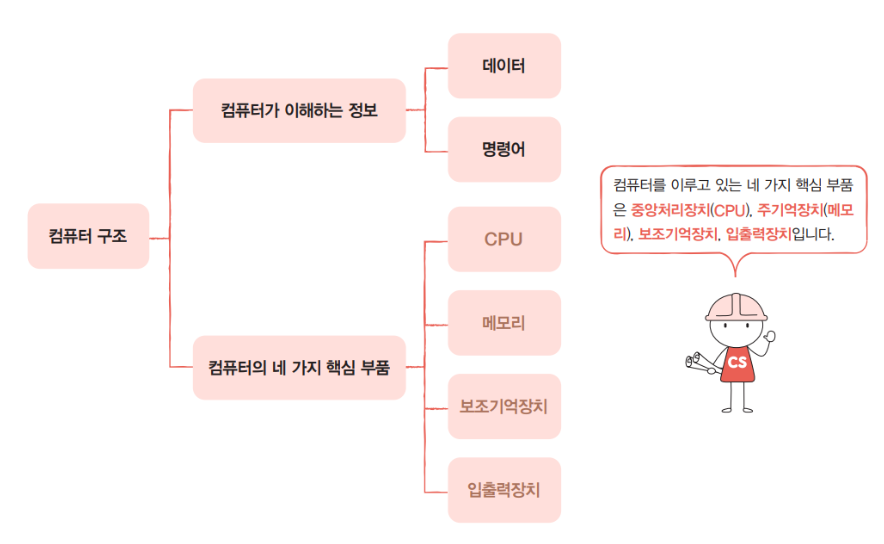 컴퓨터 구조
컴퓨터가 이해하는 정보
데이터
명령어
컴퓨터의 네 가지 핵심 부품
CPU
메모리
보조기억장치
입출력장치
컴퓨터를 이루고 있는 네 가지 핵심 부품
은 중앙처리장치(CPU), 주기억장치(메모
리), 보조기억장치, 입출력장치입니다.
CS